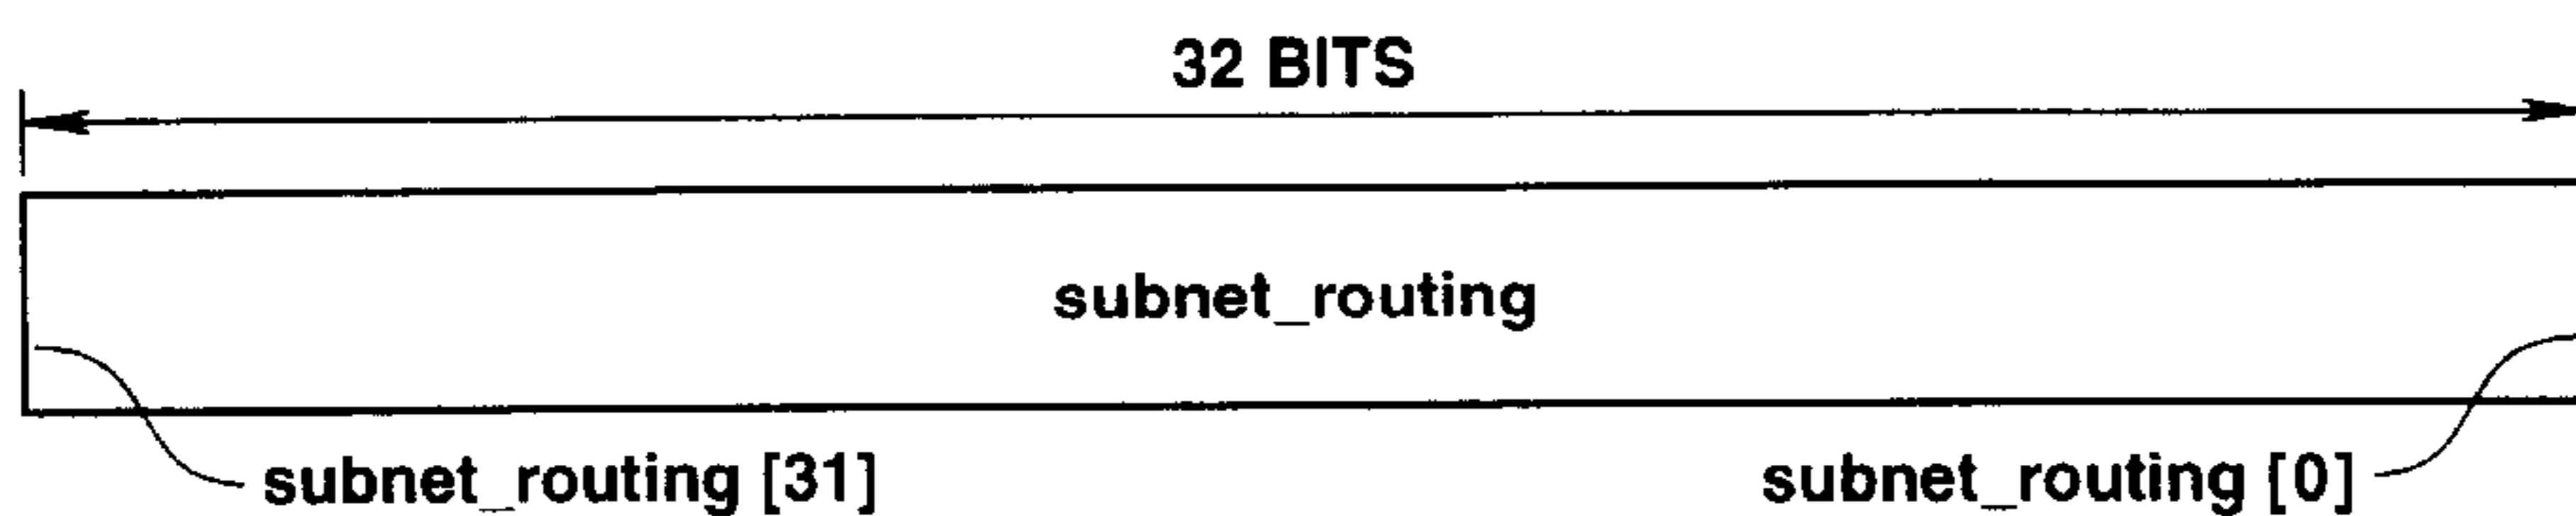 32 BITS
subnet_routing
subnet_routing [31]
subnet_routing [0]